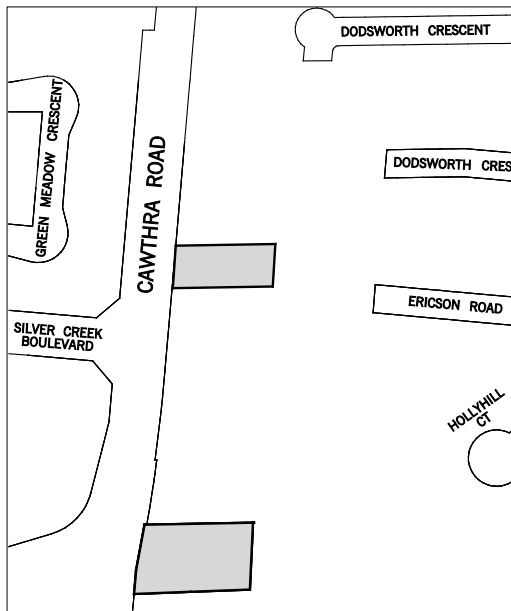 DODSWORTH CRESCENT
GREEN MEADOW CRESCENT
CAWTHRA ROAD
DODSWORTH CRES
ERICSON ROAD
SILVER CREEK
BOULEVARD
HOLLYHILL
CT